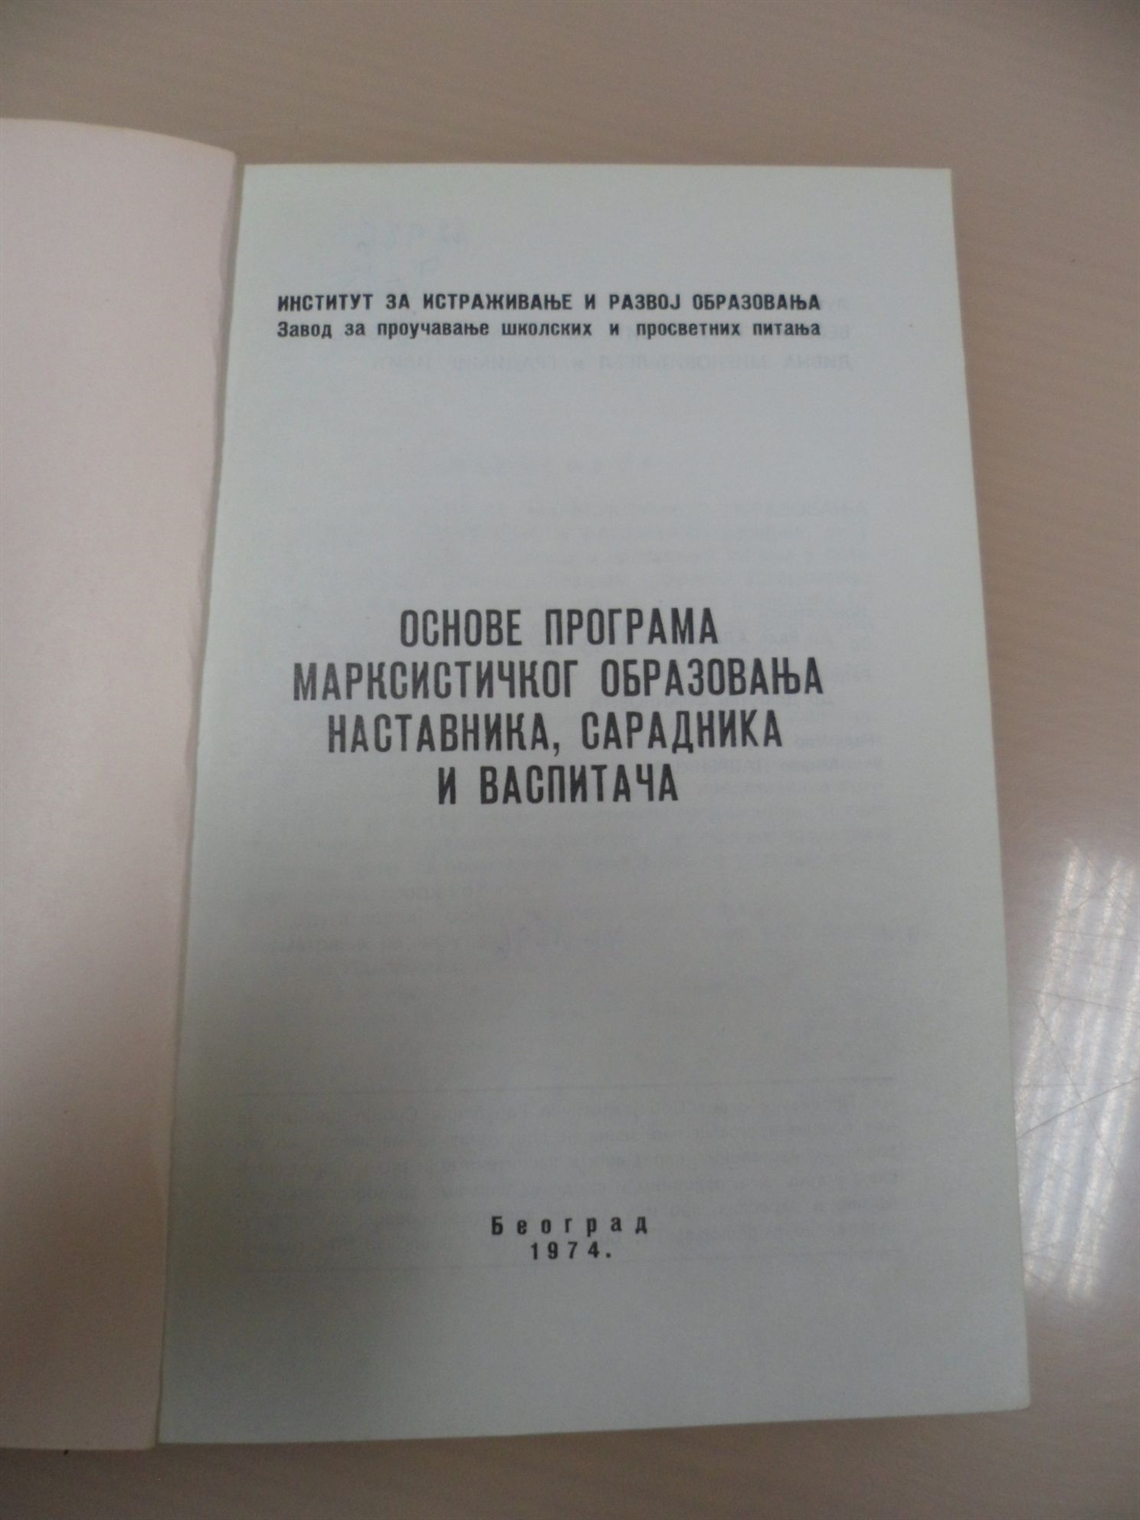 ИНСТИТУТ ЗА ИСТРАЖИВАЊЕ И РАЗВОЈ ОБРАЗОВАЊА
Завод за проучавање школских и просветних питања
ОСНОВЕ ПРОГРАМА
МАРКСИСТИЧКОГ ОБРАЗОВАЊА
НАСТАВНИКА, САРАДНИКА
И ВАСПИТАЧА
Београд
1974.